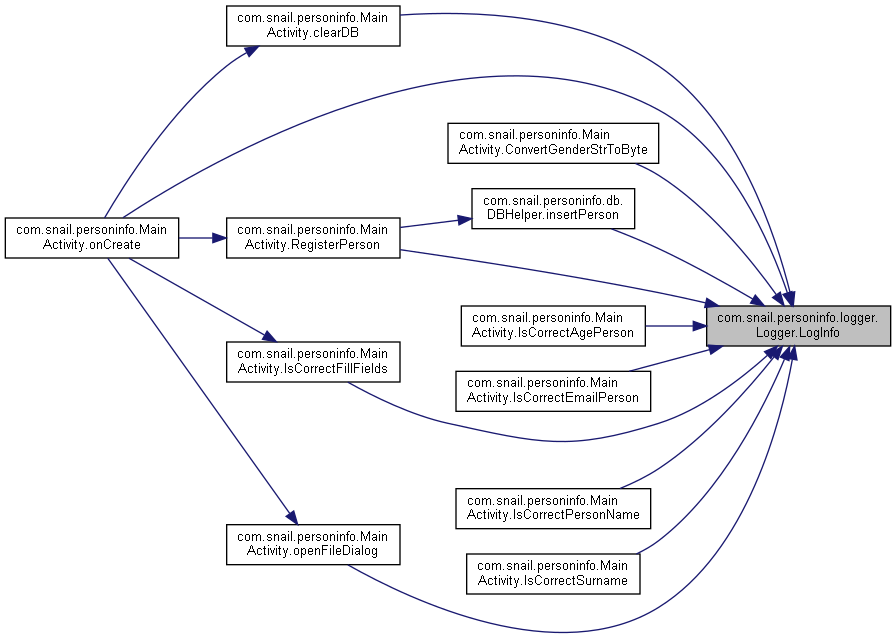 com.snail.personinfo.Main
Activity.clearDB
com.snail.personinfo.Main
Activity.ConvertGenderStrToByte
com.snail.personinfo.db.
DBHelper.insertPerson
com.snail.personinfo.Main
Activity.onCreate
com.snail.personinfo.Main
Activity.RegisterPerson
com.snail.personinfo.Main
Activity.IsCorrectAgePerson
com.snail.personinfo.logger.
Logger.LogInfo
com.snail.personinfo.Main
Activity.IsCorrectFillFields
com.snail.personinfo.Main
Activity.IsCorrectEmailPerson
com.snail.personinfo.Main
Activity.IsCorrectPersonName
com.snail.personinfo.Main
Activity.openFileDialog
com.snail.personinfo.Main
Activity.IsCorrectSurname